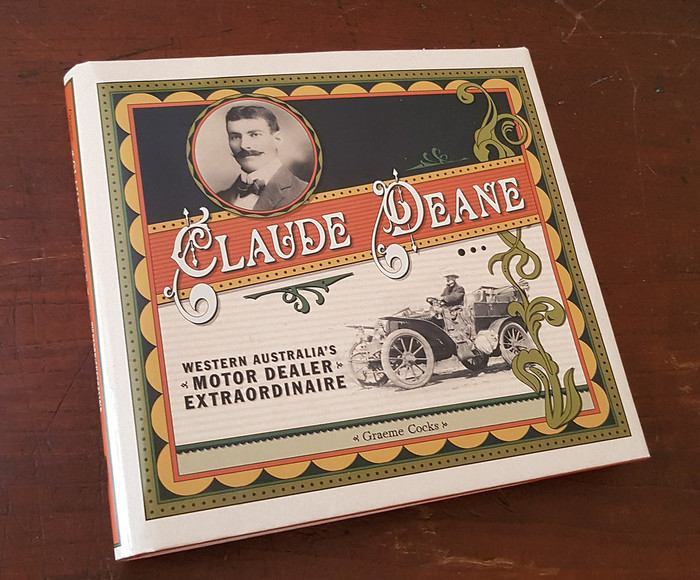 CLAUDE DEANE
WESTERN AUSTRALIA'S
MOTOR DEALER
EXTRAORDINAIRE
Graeme Cocks